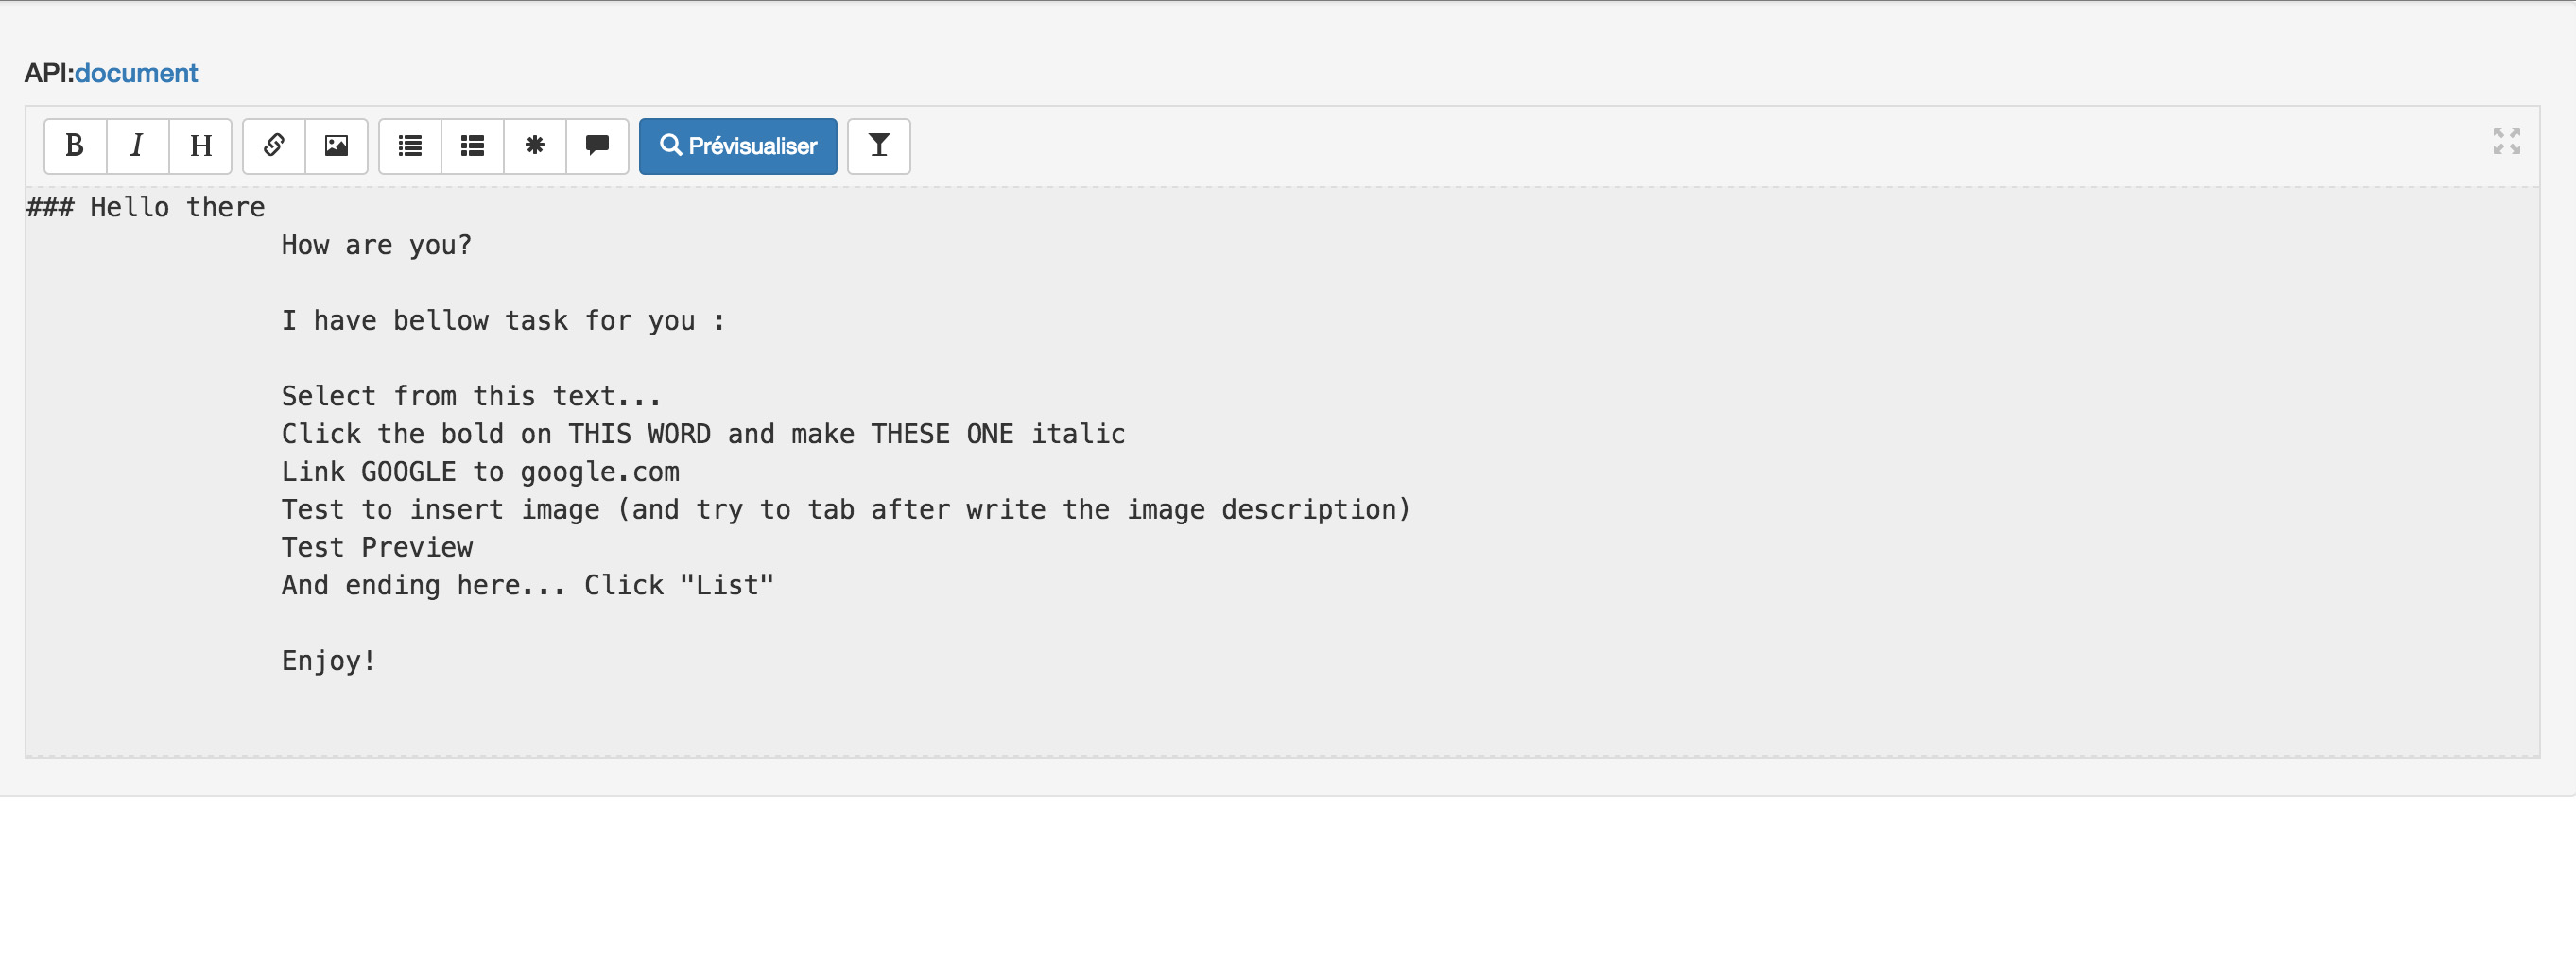 API:document
B I H Prévisualiser
### Hello there
How are you?
I have bellow task for you :
Select from this text...
Click the bold on THIS WORD and make THESE ONE italic
Link GOOGLE to google.com
Test to insert image (and try to tab after write the image description)
Test Preview
And ending here... Click "List"
Enjoy!